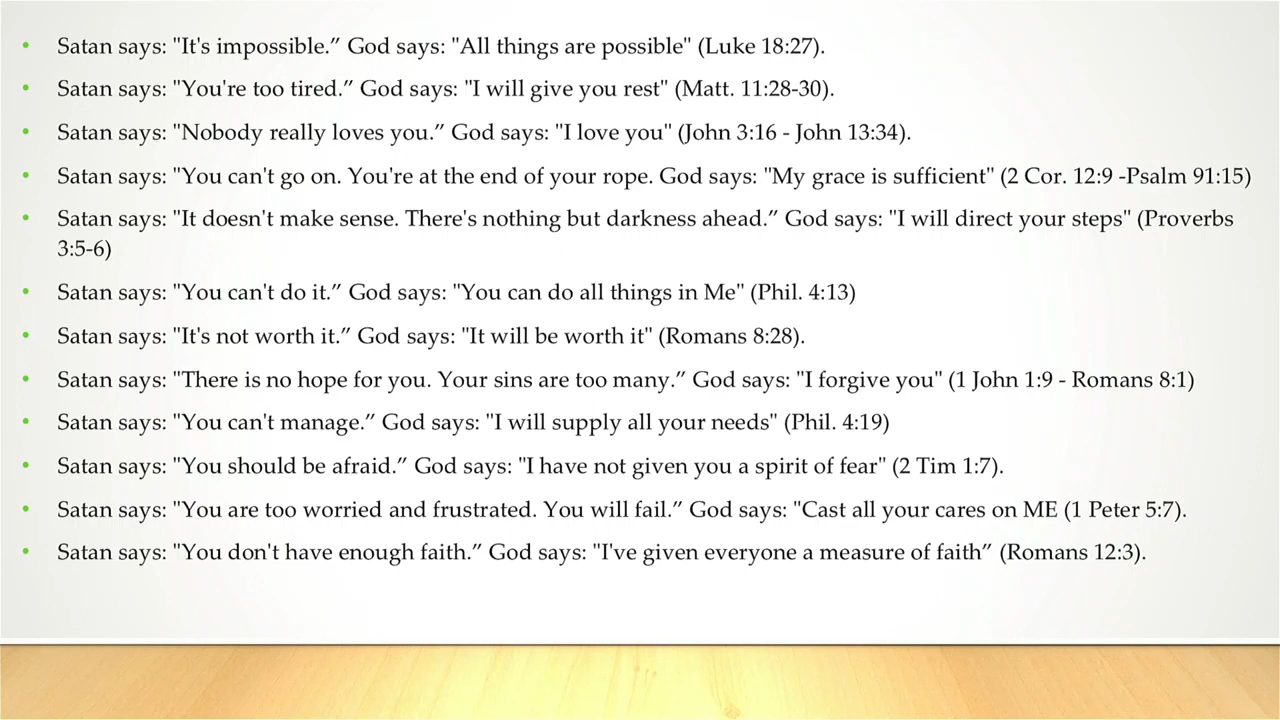 • Satan says: "It's impossible.” God says: "All things are possible" (Luke 18:27).
• Satan says: "You're too tired.” God says: "I will give you rest" (Matt. 11:28-30).
• Satan says: "Nobody really loves you.” God says: "I love you" (John 3:16 - John 13:34).
• Satan says: "You can't go on. You're at the end of your rope. God says: "My grace is sufficient" (2 Cor. 12:9 -Psalm 91:15)
• Satan says: "It doesn't make sense. There's nothing but darkness ahead.” God says: "I will direct your steps" (Proverbs
3:5-6)
• Satan says: "You can't do it.” God says: "You can do all things in Me" (Phil. 4:13)
• Satan says: "It's not worth it.” God says: "It will be worth it" (Romans 8:28).
• Satan says: "There is no hope for you. Your sins are too many.” God says: "I forgive you" (1 John 1:9 - Romans 8:1)
• Satan says: "You can't manage.” God says: "I will supply all your needs" (Phil. 4:19)
• Satan says: "You should be afraid.” God says: "I have not given you a spirit of fear" (2 Tim 1:7).
• Satan says: "You are too worried and frustrated. You will fail.” God says: "Cast all your cares on ME (1 Peter 5:7).
• Satan says: "You don't have enough faith.” God says: "I've given everyone a measure of faith” (Romans 12:3).